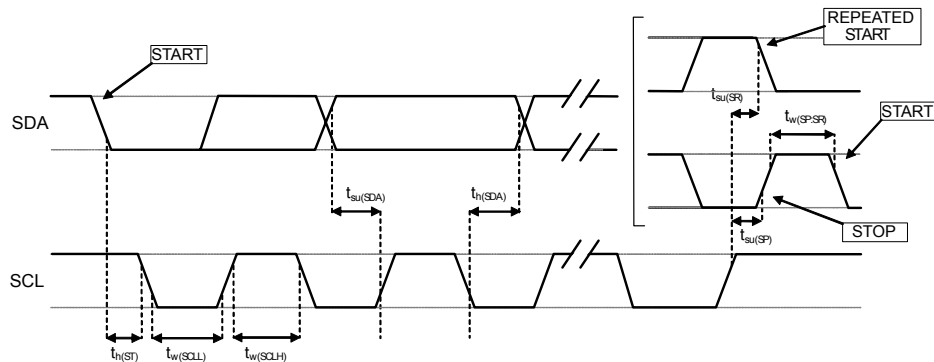 REPEATED
START
START
t_su(SR)
t_w(SP:SR)
START
SDA
t_su(SDA)
t_h(SDA)
t_su(SP)
STOP
SCL
t_h(ST)
t_w(SCLL)
t_w(SCLH)